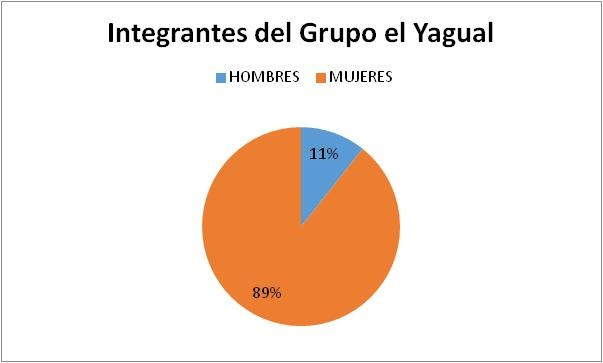 Integrantes del Grupo el Yagual
HOMBRES MUJERES
11%
89%